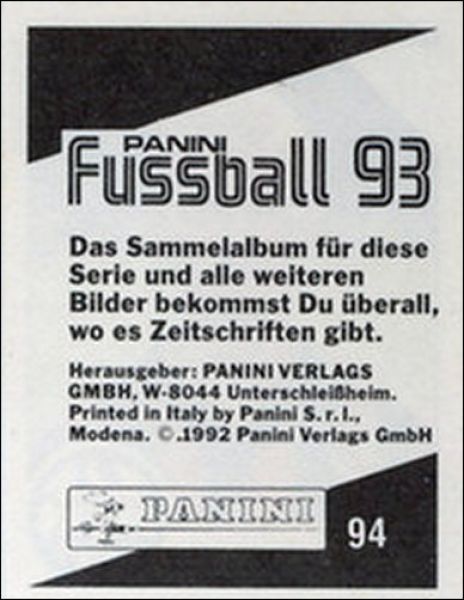 PANINI
Fussball 93
Das Sammelalbum für diese
Serie und alle weiteren
Bilder bekommst Du überall,
wo es Zeitschriften gibt.
Herausgeber: PANINI VERLAGS
GMBH, W-8044 Unterschleißheim.
Printed in Italy by Panini S.r.l.,
Modena. ©.1992 Panini Verlags GmbH
PANINI
94